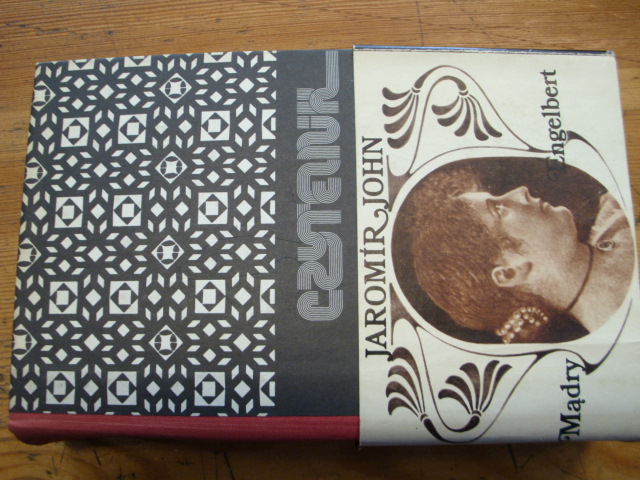 CZYTELNIK
JAROMÍR JOHN
Mądry
Engelbert